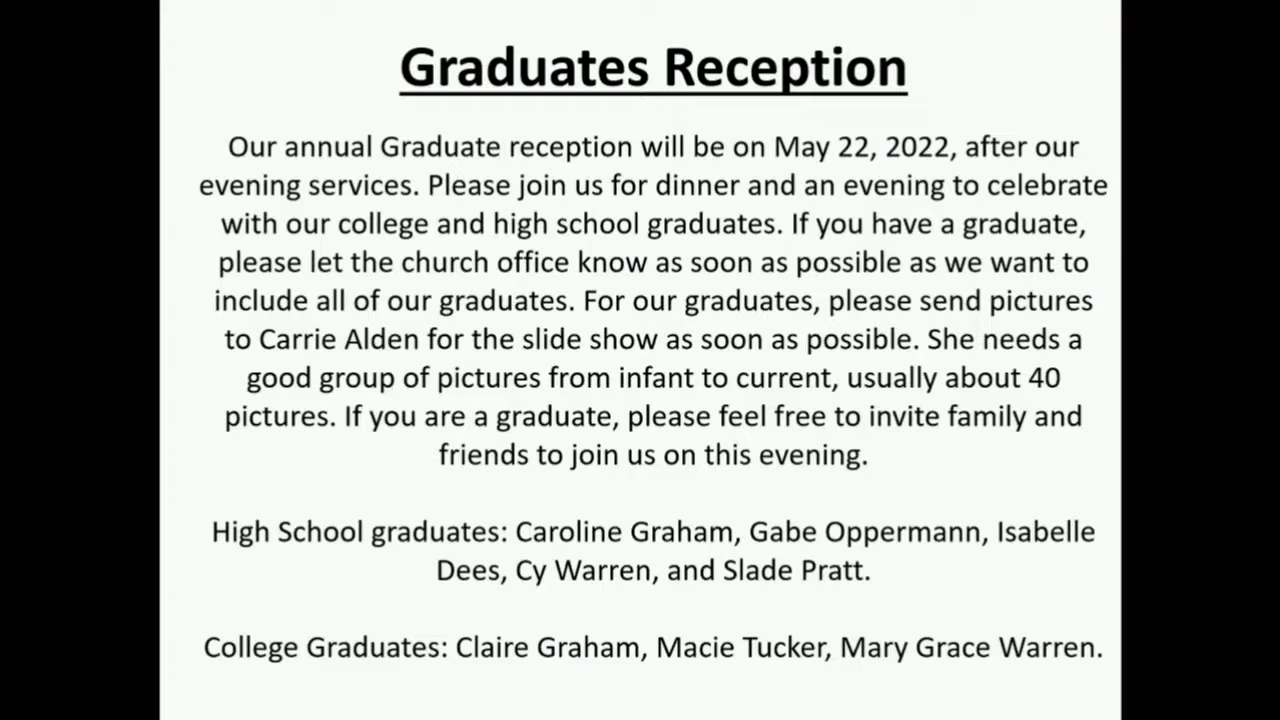 Graduates Reception
Our annual Graduate reception will be on May 22, 2022, after our
evening services. Please join us for dinner and an evening to celebrate
with our college and high school graduates. If you have a graduate,
please let the church office know as soon as possible as we want to
include all of our graduates. For our graduates, please send pictures
to Carrie Alden for the slide show as soon as possible. She needs a
good group of pictures from infant to current, usually about 40
pictures. If you are a graduate, please feel free to invite family and
friends to join us on this evening.
High School graduates: Caroline Graham, Gabe Oppermann, Isabelle
Dees, Cy Warren, and Slade Pratt.
College Graduates: Claire Graham, Macie Tucker, Mary Grace Warren.